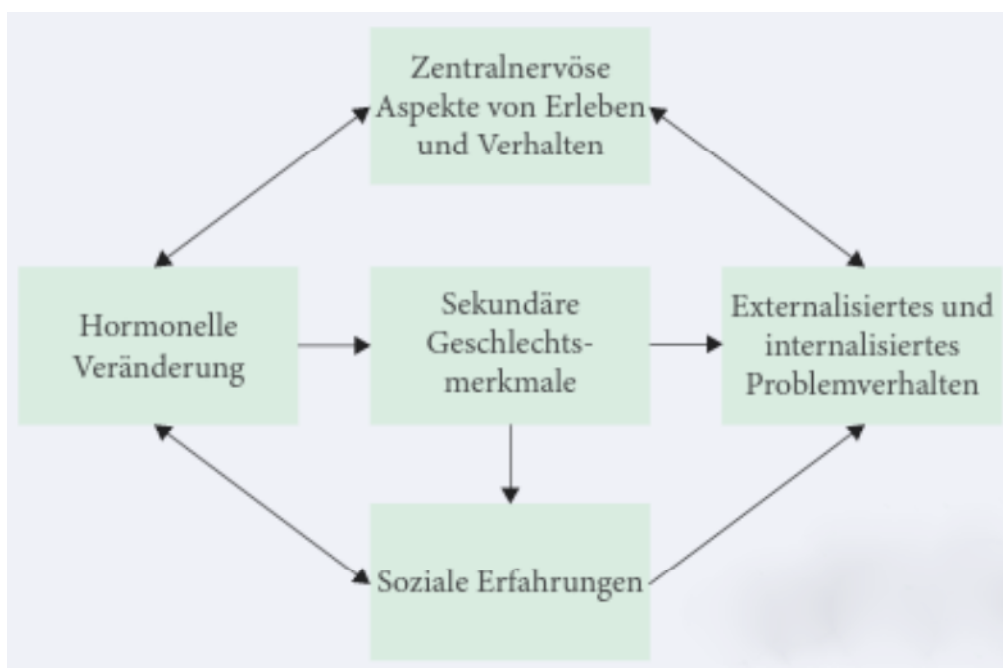 Zentralnervöse
Aspekte von Erleben
und Verhalten
Hormonelle
Veränderung
Sekundäre
Geschlechts-
merkmale
Externalisiertes und
internalisiertes
Problemverhalten
Soziale Erfahrungen